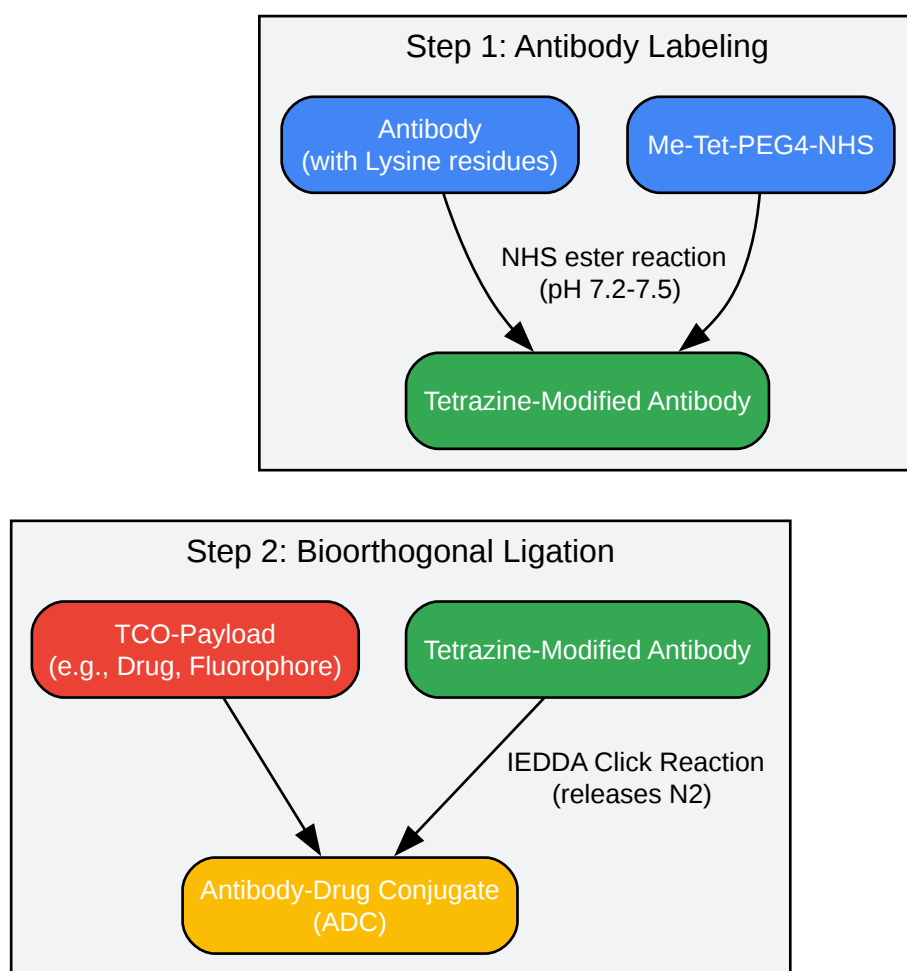 Step 1: Antibody Labeling
Antibody
(with Lysine residues)
Me-Tet-PEG4-NHS
NHS ester reaction
(pH 7.2-7.5)
Tetrazine-Modified Antibody
Step 2: Bioorthogonal Ligation
TCO-Payload
(e.g., Drug, Fluorophore)
Tetrazine-Modified Antibody
IEDDA Click Reaction
(releases N2)
Antibody-Drug Conjugate
(ADC)